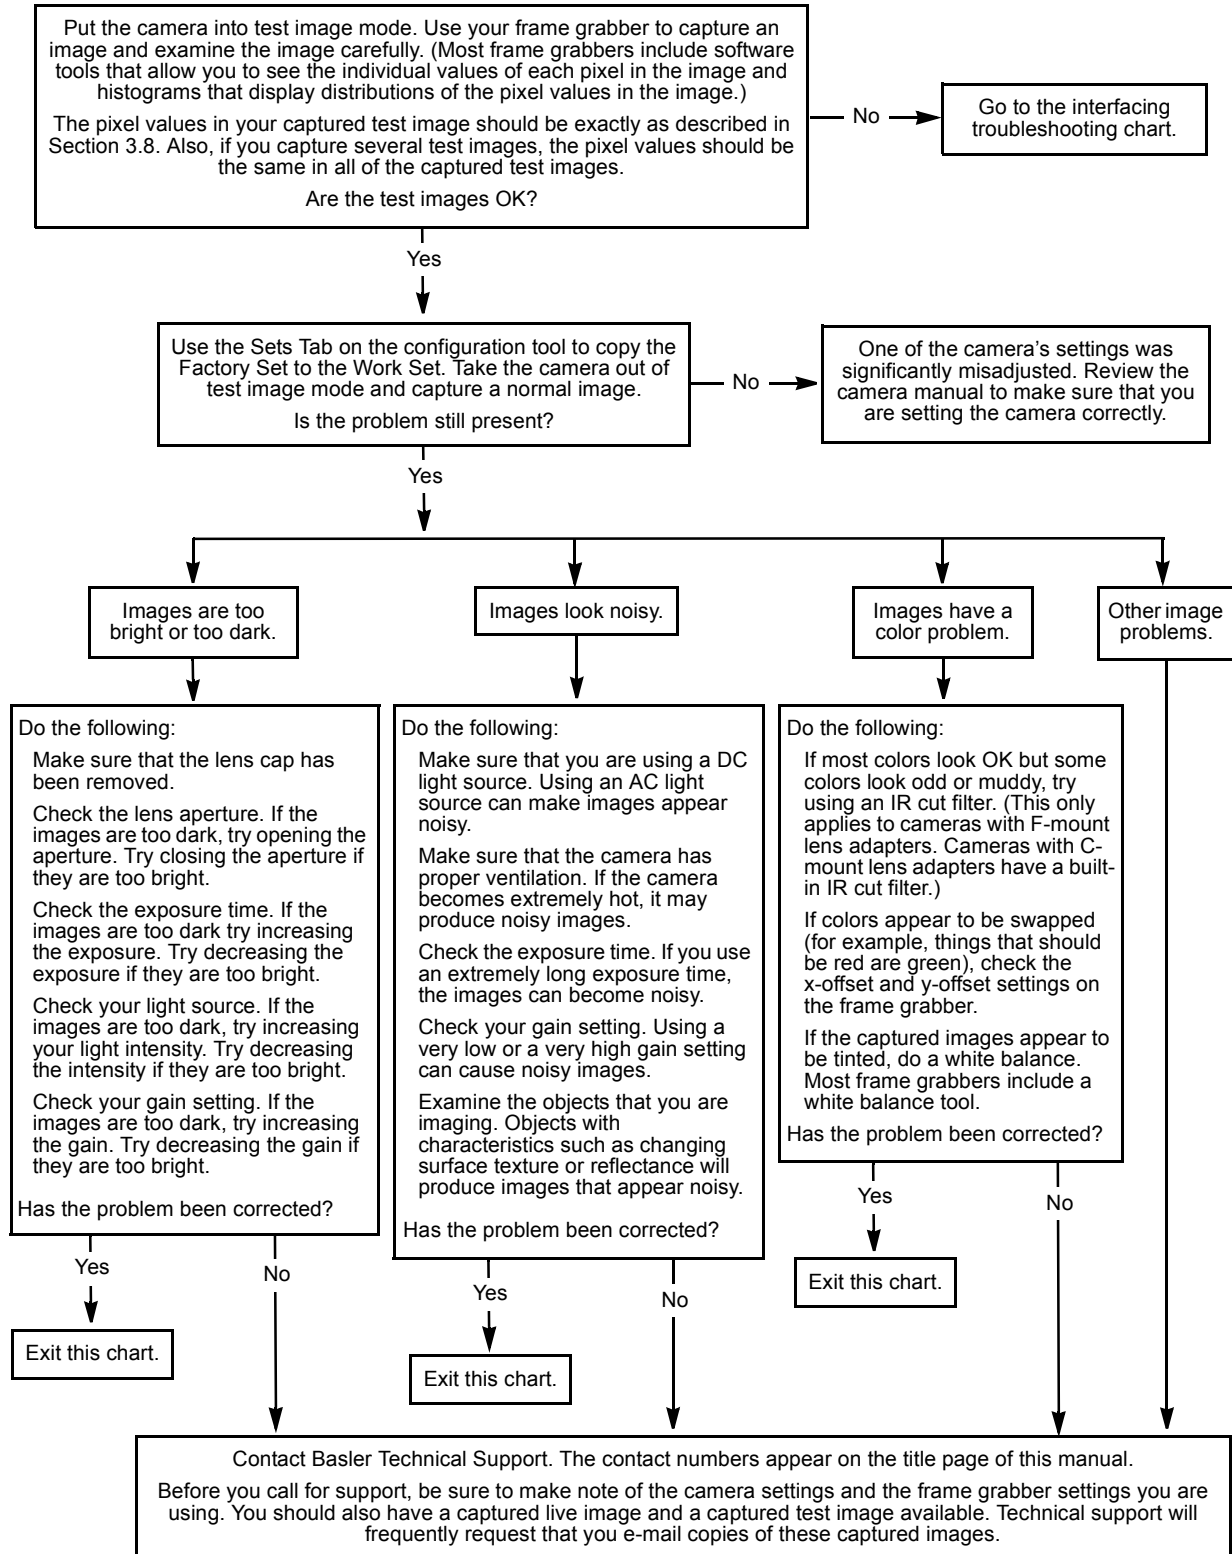 Put the camera into test image mode. Use your frame grabber to capture an
image and examine the image carefully. (Most frame grabbers include software
tools that allow you to see the individual values of each pixel in the image and
histograms that display distributions of the pixel values in the image.)
The pixel values in your captured test image should be exactly as described in
Section 3.8. Also, if you capture several test images, the pixel values should be
the same in all of the captured test images.
Are the test images OK?
No
Go to the interfacing
troubleshooting chart.
Yes
Use the Sets Tab on the configuration tool to copy the
Factory Set to the Work Set. Take the camera out of
test image mode and capture a normal image.
Is the problem still present?
No
One of the camera’s settings was
significantly misadjusted. Review the
camera manual to make sure that you
are setting the camera correctly.
Yes
Images are too
bright or too dark.
Images look noisy.
Images have a
color problem.
Other image
problems.
Do the following:
Make sure that the lens cap has
been removed.
Check the lens aperture. If the
images are too dark, try opening the
aperture. Try closing the aperture if
they are too bright.
Check the exposure time. If the
images are too dark try increasing
the exposure. Try decreasing the
exposure if they are too bright.
Check your light source. If the
images are too dark, try increasing
your light intensity. Try decreasing
the intensity if they are too bright.
Check your gain setting. If the
images are too dark, try increasing
the gain. Try decreasing the gain if
they are too bright.
Has the problem been corrected?
Yes
No
Exit this chart.
Do the following:
Make sure that you are using a DC
light source. Using an AC light
source can make images appear
noisy.
Make sure that the camera has
proper ventilation. If the camera
becomes extremely hot, it may
produce noisy images.
Check the exposure time. If you use
an extremely long exposure time,
the images can become noisy.
Check your gain setting. Using a
very low or a very high gain setting
can cause noisy images.
Examine the objects that you are
imaging. Objects with
characteristics such as changing
surface texture or reflectance will
produce images that appear noisy.
Has the problem been corrected?
Yes
No
Exit this chart.
Do the following:
If most colors look OK but some
colors look odd or muddy, try
using an IR cut filter. (This only
applies to cameras with F-mount
lens adapters. Cameras with C-
mount lens adapters have a built-
in IR cut filter.)
If colors appear to be swapped
(for example, things that should
be red are green), check the
x-offset and y-offset settings on
the frame grabber.
If the captured images appear to
be tinted, do a white balance.
Most frame grabbers include a
white balance tool.
Has the problem been corrected?
Yes
No
Exit this chart.
Contact Basler Technical Support. The contact numbers appear on the title page of this manual.
Before you call for support, be sure to make note of the camera settings and the frame grabber settings you are
using. You should also have a captured live image and a captured test image available. Technical support will
frequently request that you e-mail copies of these captured images.